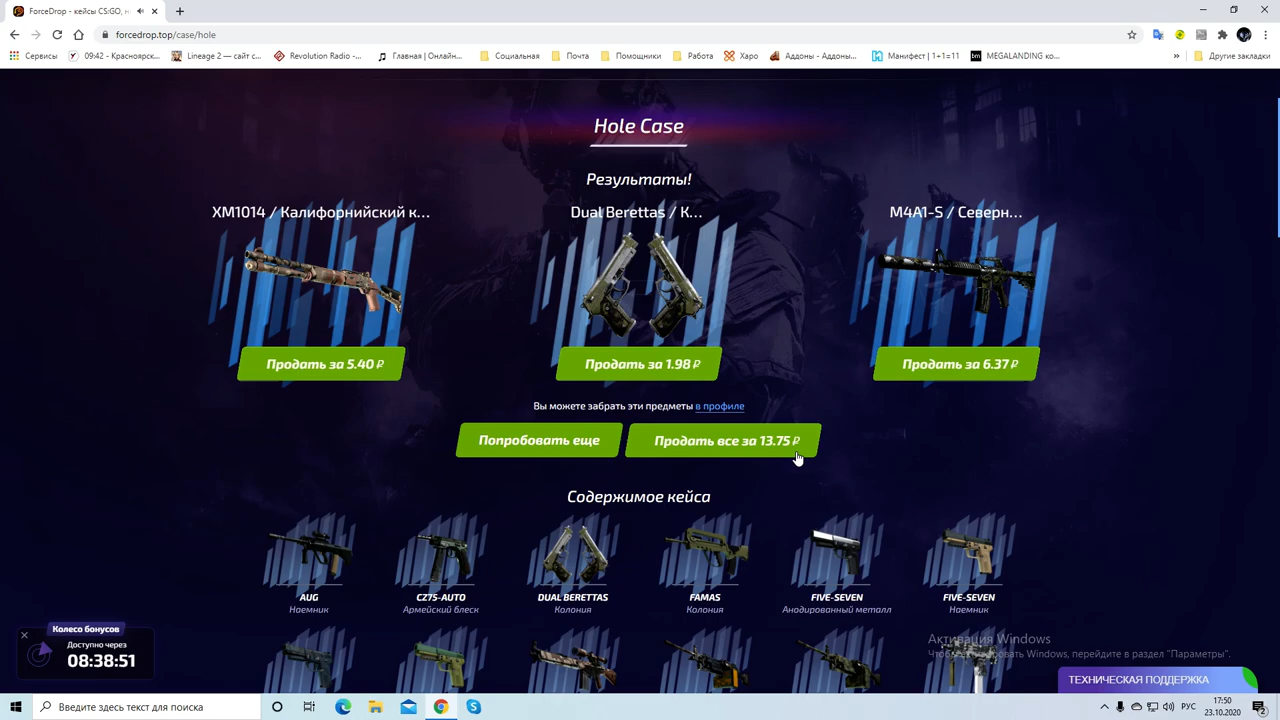 ForceDrop - кейсы CS:GO, н
forcedrop.top/case/hole
Сервисы
09:42 - Красноярск...
Lineage 2 — сайт с...
Revolution Radio -...
Главная | Онлайн...
Социальная
Почта
Помощники
Работа
Харо
Аддоны - Аддоны...
Манифест | 1+1=11
MEGALANDING ко...
»
Другие закладки
Hole Case
Результаты!
XM1014 / Калифорнийский к...
Dual Berettas / К...
M4A1-S / Северн...
Продать за 5.40 ₽
Продать за 1.98 ₽
Продать за 6.37 ₽
Вы можете забрать эти предметы в профиле
Попробовать еще
Продать все за 13.75 ₽
Содержимое кейса
AUG
Наемник
CZ75-AUTO
Армейский блеск
DUAL BERETTAS
Колония
FAMAS
Колония
FIVE-SEVEN
Анодированный металл
FIVE-SEVEN
Наемник
Колесо бонусов
Доступно через
08:38:51
Активация Windows
Чтобы активировать Windows, перейдите в раздел "Параметры".
ТЕХНИЧЕСКАЯ ПОДДЕРЖКА
Введите здесь текст для поиска
РУС
17:50
23.10.2020
2